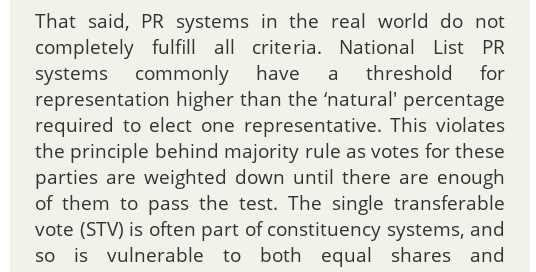 That said, PR systems in the real world do not
completely fulfill all criteria. National List PR
systems commonly have a threshold for
representation higher than the ‘natural' percentage
required to elect one representative. This violates
the principle behind majority rule as votes for these
parties are weighted down until there are enough
of them to pass the test. The single transferable
vote (STV) is often part of constituency systems, and
so is vulnerable to both equal shares and